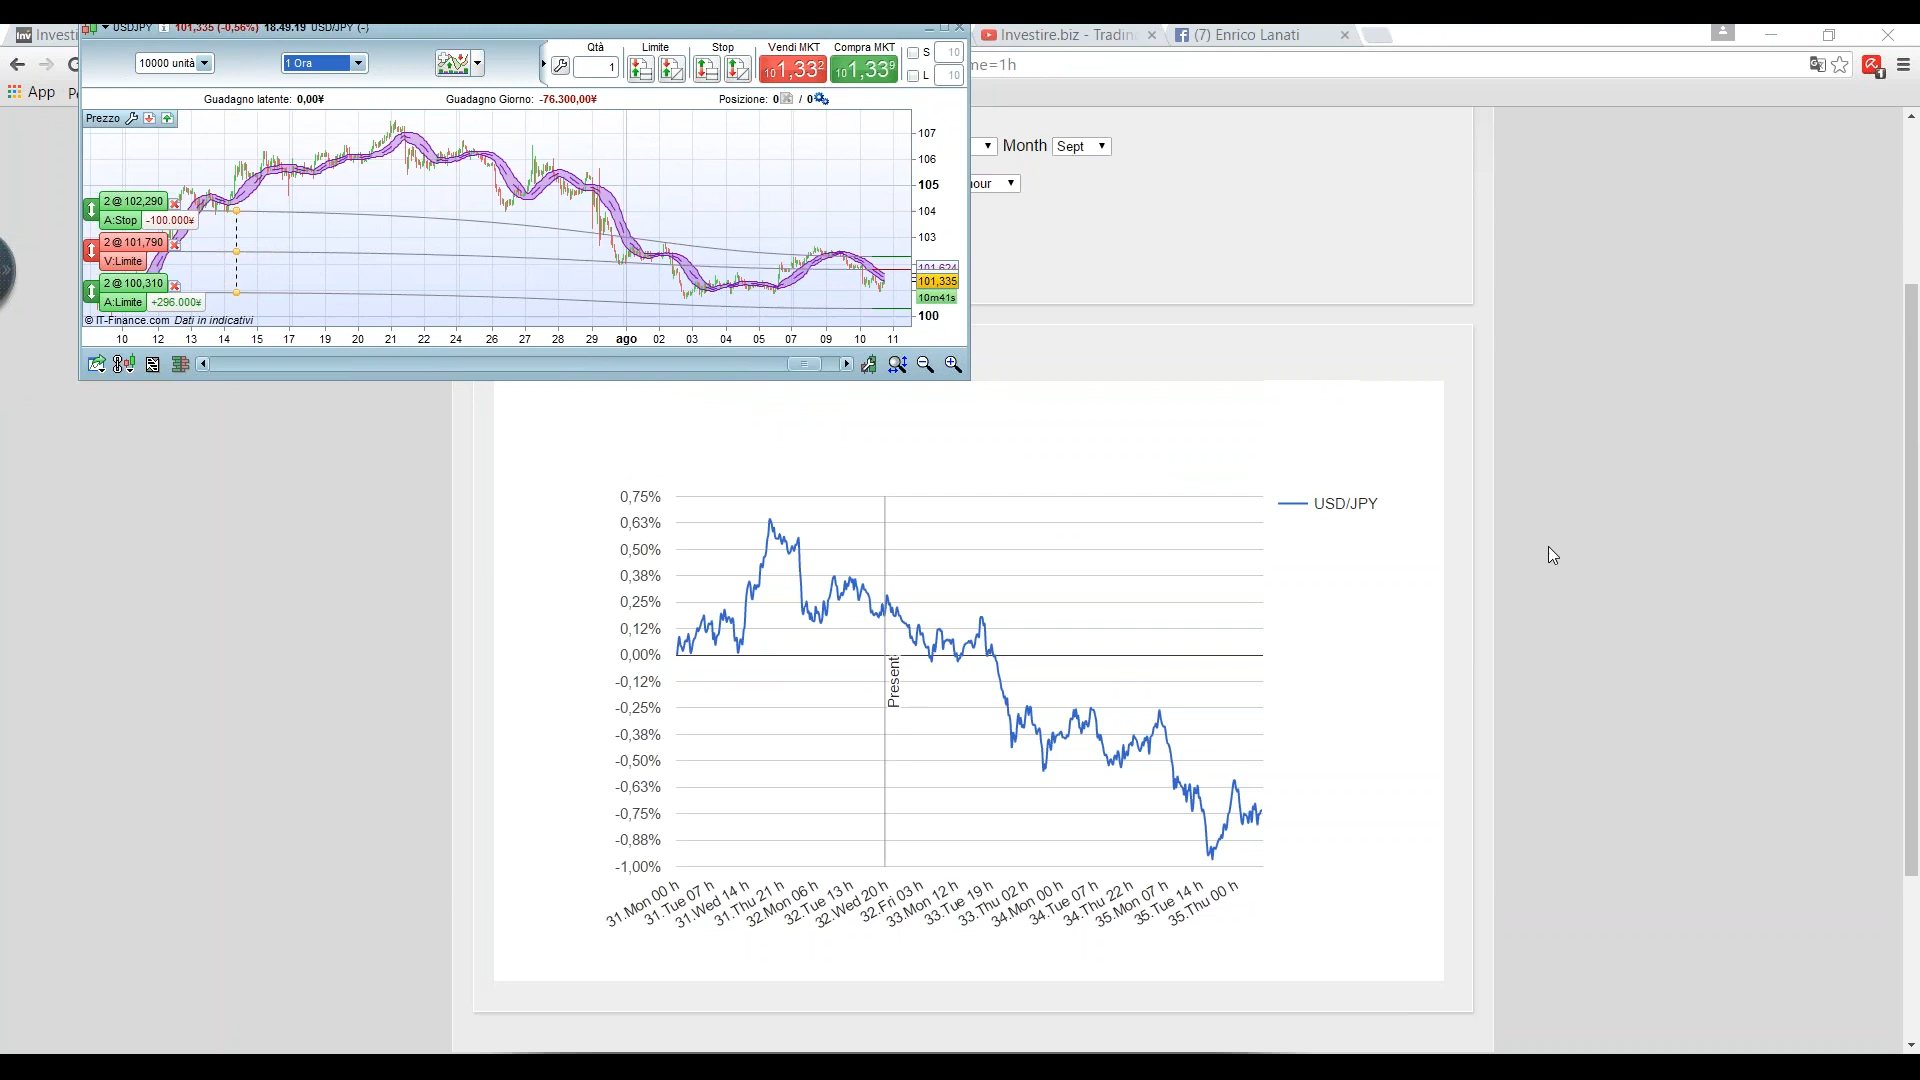 USDJPY 101,335 (-0,56%) 18.49.19 USD/JPY (-)
Investi
Investire.biz - Tradin
(7) Enrico Lanati
me=1h
App
10000 unità
1 Ora
Qtà
1
Limite
Stop
Vendi MKT
101,33²
Compra MKT
101,33⁹
S 10
L 10
Guadagno latente: 0,00¥
Guadagno Giorno: -76.300,00¥
Posizione: 0 / 0
Prezzo
2 @ 102,290
A:Stop -100.000¥
2 @ 101,790
V:Limite
2 @ 100,310
A:Limite +296.000¥
© IT-Finance.com Dati in indicativi
107
106
105
104
103
101,624
101,335
10m41s
100
10 12 13 14 15 17 19 20 21 22 24 26 27 28 29 ago 02 03 04 05 07 09 10 11
Month Sept
our
0,75%
0,63%
0,50%
0,38%
0,25%
0,12%
0,00%
-0,12%
-0,25%
-0,38%
-0,50%
-0,63%
-0,75%
-0,88%
-1,00%
Present
USD/JPY
31.Mon 00 h
31.Tue 07 h
31.Wed 14 h
31.Thu 21 h
32.Mon 06 h
32.Tue 13 h
32.Wed 20 h
32.Fri 03 h
33.Mon 12 h
33.Tue 19 h
33.Thu 02 h
34.Mon 00 h
34.Tue 07 h
34.Thu 22 h
35.Mon 07 h
35.Tue 14 h
35.Thu 00 h